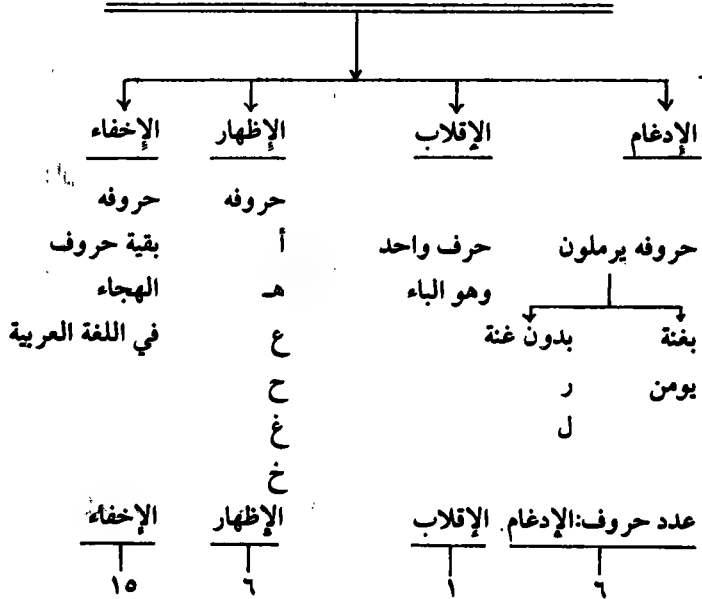 الإدغام الإقلاب الإظهار الإخفاء
حروفه حروفه
حروفه يرملون حرف واحد أ بقية حروف
وهو الباء هـ الهجاء
بغنة بدون غنة ع في اللغة العربية
يومن ر ح
ل غ
خ
عدد حروف:الإدغام الإقلاب الإظهار الإخفاء
٦ ١ ٦ ١٥